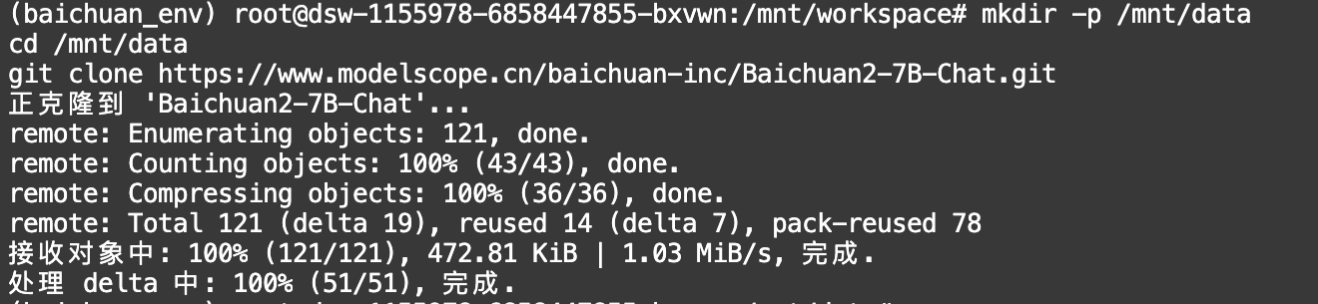 (baichuan_env) root@dsw-1155978-6858447855-bxvwn:/mnt/workspace# mkdir -p /mnt/data
cd /mnt/data
git clone https://www.modelscope.cn/baichuan-inc/Baichuan2-7B-Chat.git
正克隆到 'Baichuan2-7B-Chat'...
remote: Enumerating objects: 121, done.
remote: Counting objects: 100% (43/43), done.
remote: Compressing objects: 100% (36/36), done.
remote: Total 121 (delta 19), reused 14 (delta 7), pack-reused 78
接收对象中: 100% (121/121), 472.81 KiB | 1.03 MiB/s, 完成.
处理 delta 中: 100% (51/51), 完成.